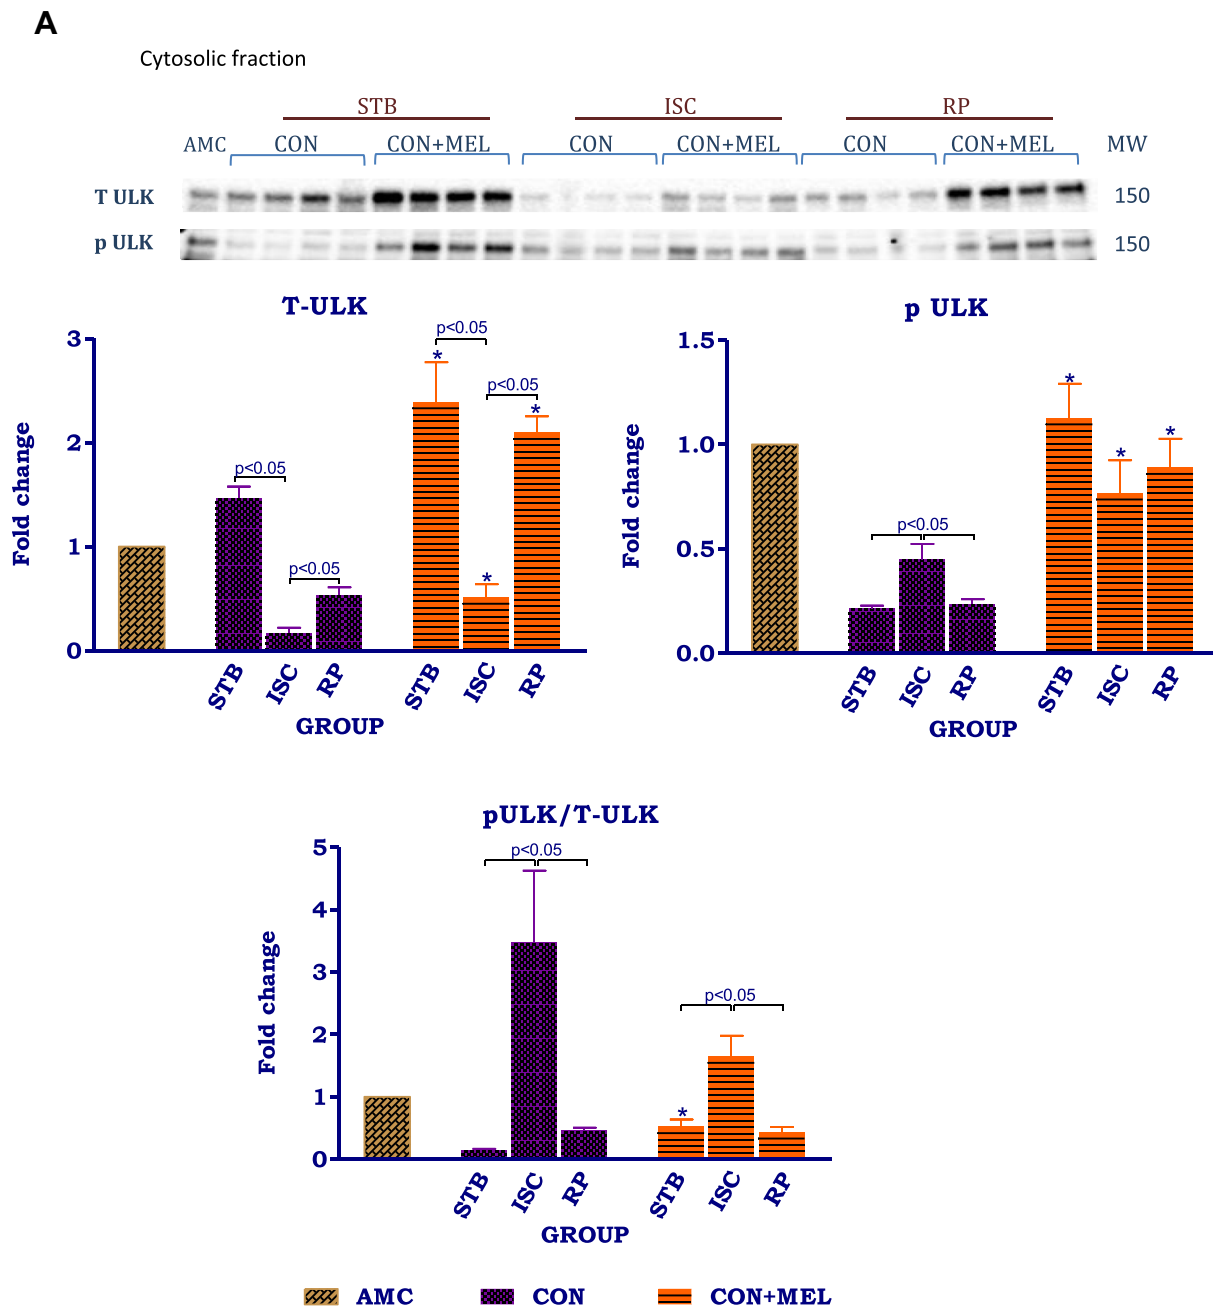 A
Cytosolic fraction
STB ISC RP
AMC CON CON+MEL CON CON+MEL CON CON+MEL MW
T ULK 150
p ULK 150
T-ULK
3
2
1
0
Fold change
p<0.05
p<0.05
p<0.05
p<0.05
*
*
*
STB ISC RP STB ISC RP
GROUP
p ULK
1.5
1.0
0.5
0.0
Fold change
p<0.05
*
*
*
STB ISC RP STB ISC RP
GROUP
pULK/T-ULK
5
4
3
2
1
0
Fold change
p<0.05
p<0.05
*
STB ISC RP STB ISC RP
GROUP
AMC CON CON+MEL